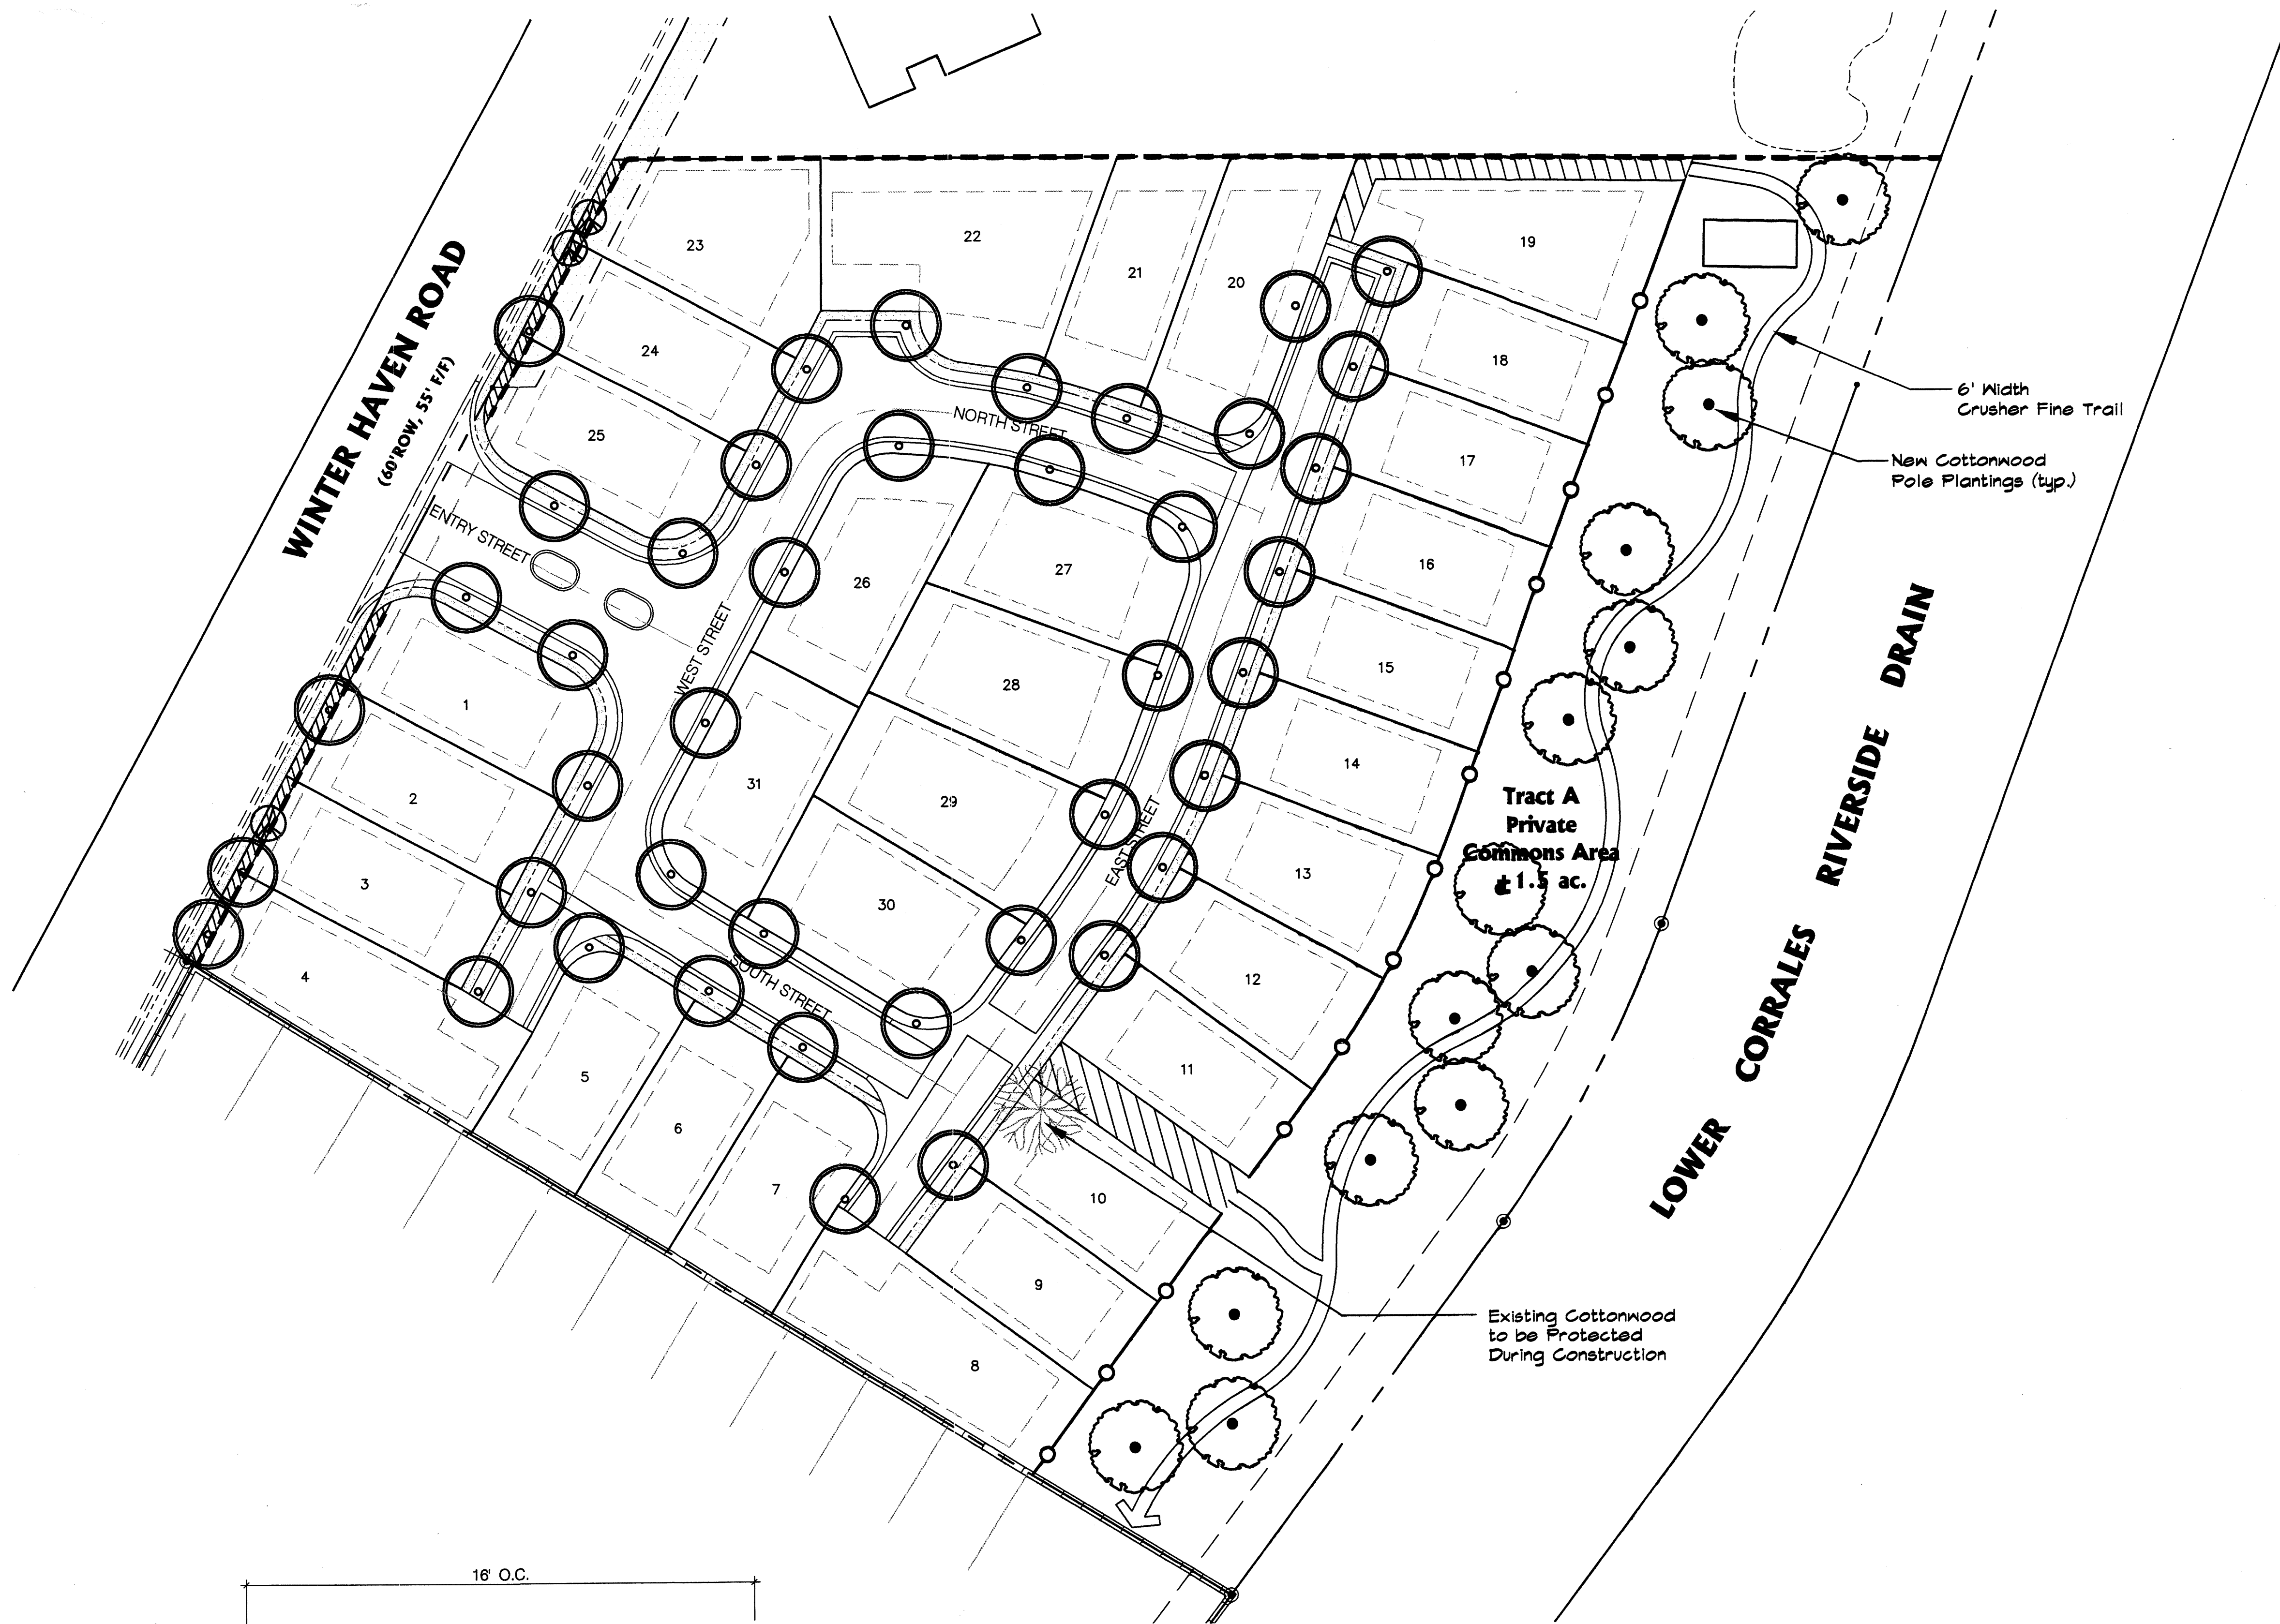 WINTER HAVEN ROAD
(60'ROW, 55' F/F)
23
22
21
20
19
24
18
25
NORTH STREET
17
6' Width
Crusher Fine Trail
New Cottonwood
Pole Plantings (typ.)
ENTRY STREET
26
27
16
WEST STREET
1
28
15
2
31
29
14
EAST STREET
3
30
13
Tract A
Private
Commons Area
± 1.5 ac.
LOWER CORRALES RIVERSIDE DRAIN
4
SOUTH STREET
12
5
11
6
7
10
9
8
Existing Cottonwood
to be Protected
During Construction
16' O.C.